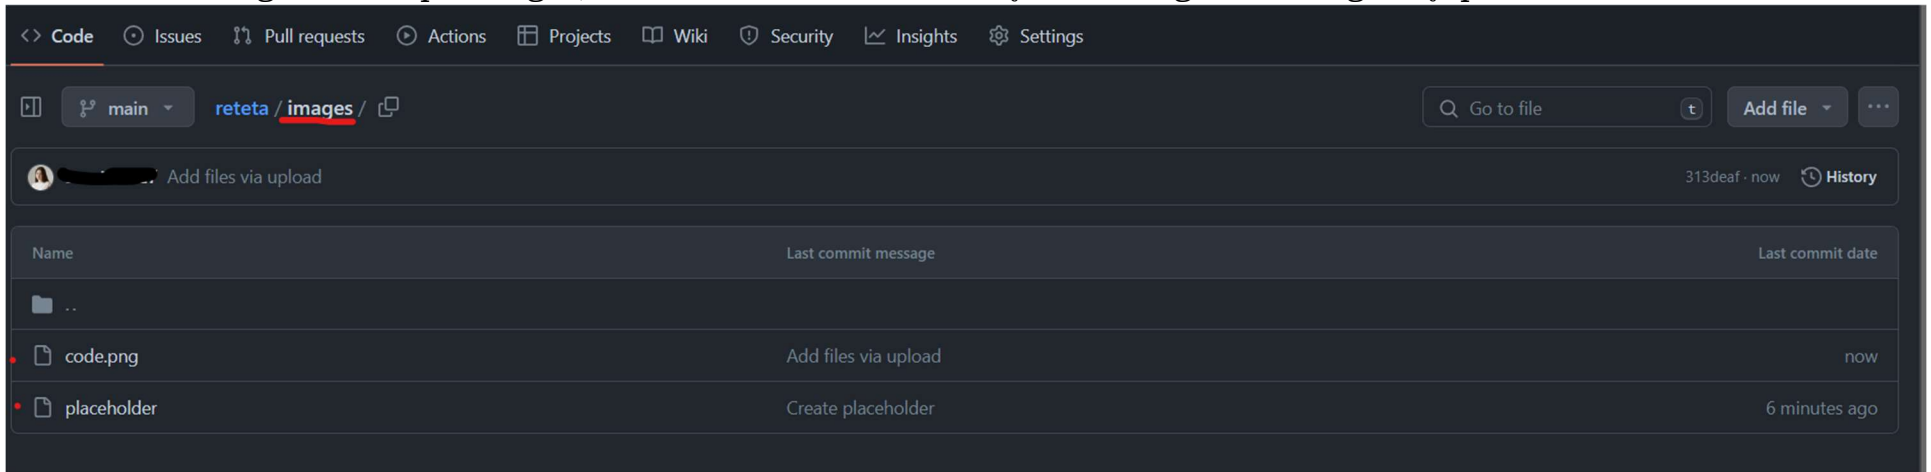 Code Issues Pull requests Actions Projects Wiki Security Insights Settings
main reteta / images / Go to file t Add file ...
Add files via upload 313deaf · now History
Name Last commit message Last commit date
..
code.png Add files via upload now
placeholder Create placeholder 6 minutes ago